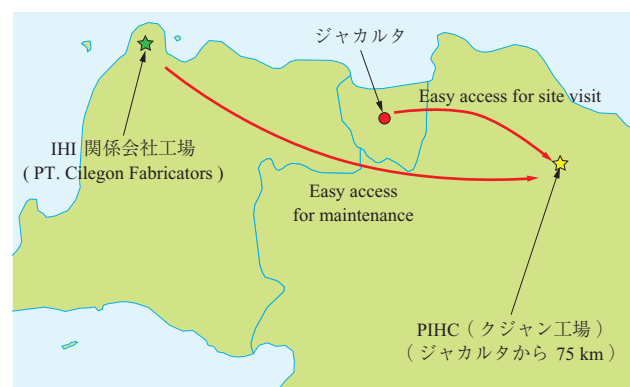 ジャカルタ
Easy access for site visit
IHI 関係会社工場
( PT. Cilegon Fabricators )
Easy access
for maintenance
PIHC ( クジャン工場 )
( ジャカルタから 75 km )